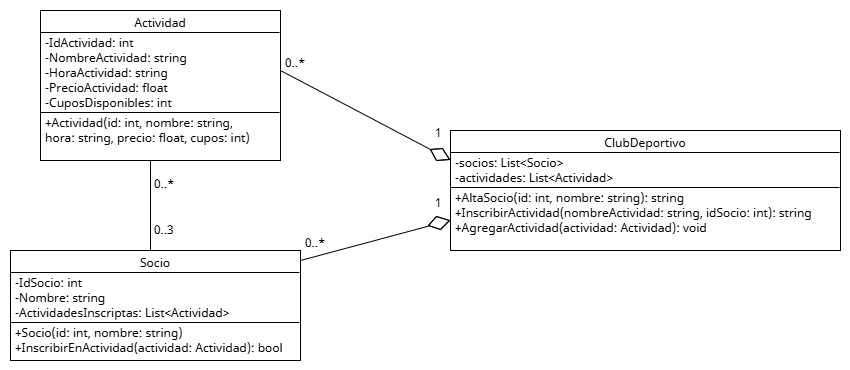 Actividad
-IdActividad: int
-NombreActividad: string
-HoraActividad: string
-PrecioActividad: float
-CuposDisponibles: int
+Actividad(id: int, nombre: string,
hora: string, precio: float, cupos: int)
0..*
1
ClubDeportivo
-socios: List<Socio>
-actividades: List<Actividad>
+AltaSocio(id: int, nombre: string): string
+InscribirActividad(nombreActividad: string, idSocio: int): string
+AgregarActividad(actividad: Actividad): void
0..*
1
0..3
0..*
Socio
-IdSocio: int
-Nombre: string
-ActividadesInscriptas: List<Actividad>
+Socio(id: int, nombre: string)
+InscribirEnActividad(actividad: Actividad): bool